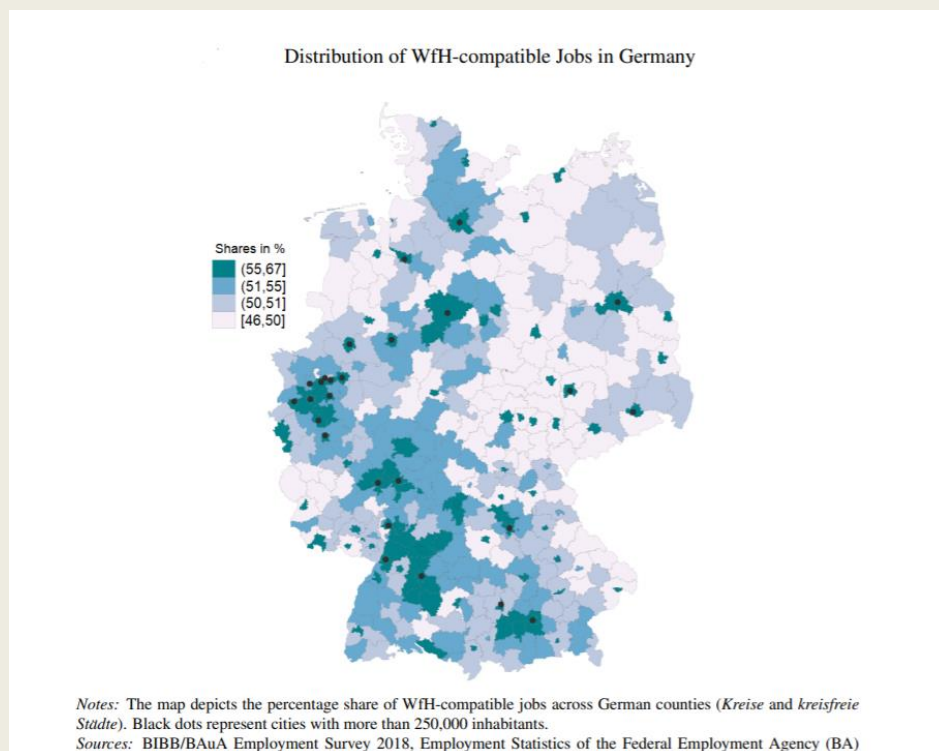 Distribution of WfH-compatible Jobs in Germany
Shares in %
(55,67]
(51,55]
(50,51]
[46,50]
Notes: The map depicts the percentage share of WfH-compatible jobs across German counties (Kreise and kreisfreie
Städte). Black dots represent cities with more than 250,000 inhabitants.
Sources: BIBB/BAuA Employment Survey 2018, Employment Statistics of the Federal Employment Agency (BA)